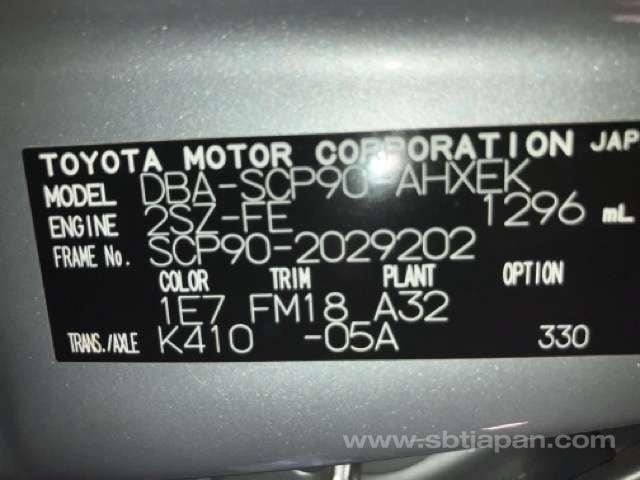 TOYOTA MOTOR CORPORATION JAP
MODEL DBA-SCP90-AHXEK
ENGINE 2SZ-FE 1296 mL
FRAME No. SCP90-2029202
COLOR TRIM PLANT OPTION
1E7 FM18 A32
TRANS./AXLE K410 -05A 330
www.sbtjapan.com